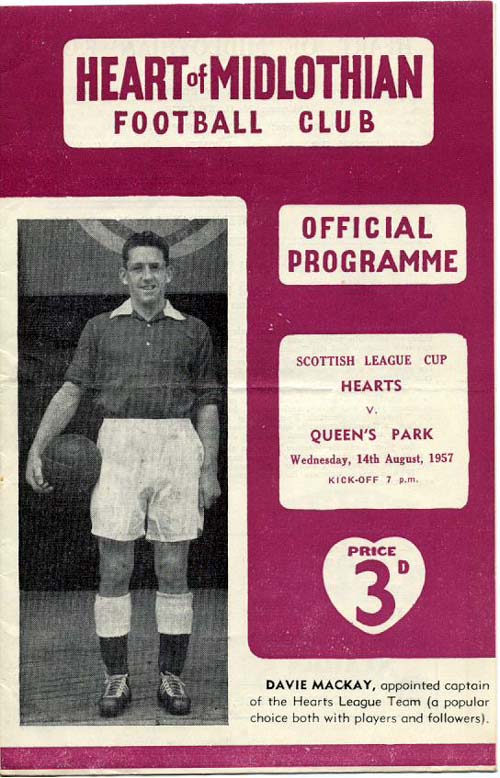 HEART of MIDLOTHIAN
FOOTBALL CLUB
OFFICIAL
PROGRAMME
SCOTTISH LEAGUE CUP
HEARTS
V.
QUEEN'S PARK
Wednesday, 14th August, 1957
KICK-OFF 7 p.m.
PRICE
3D
DAVIE MACKAY, appointed captain
of the Hearts League Team (a popular
choice both with players and followers).